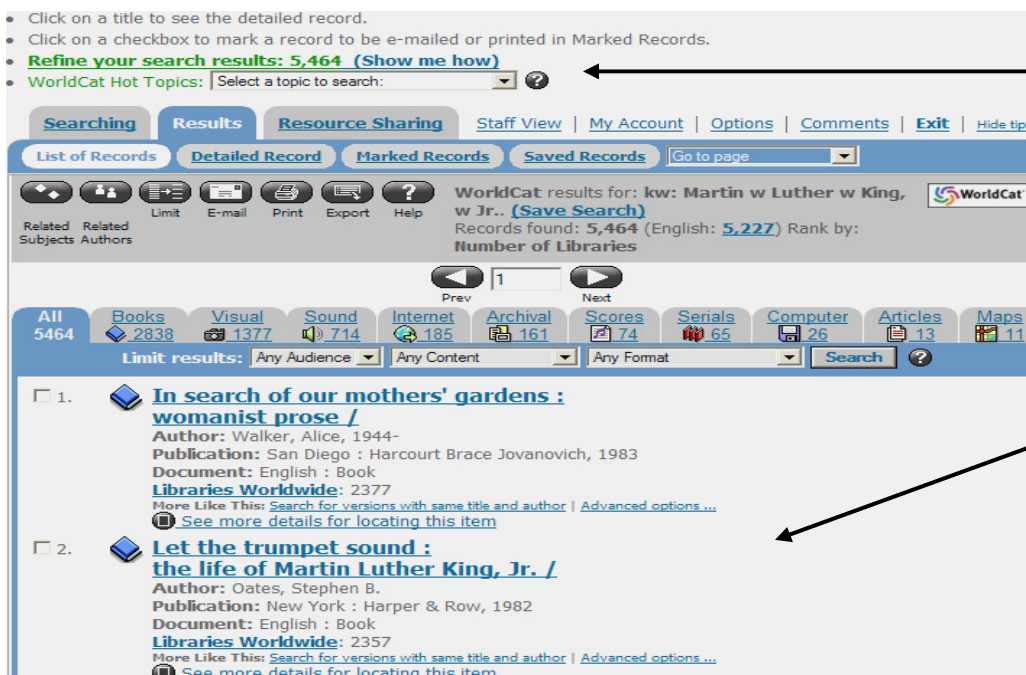 Click on a title to see the detailed record.
Click on a checkbox to mark a record to be e-mailed or printed in Marked Records.
Refine your search results: 5,464 (Show me how)
WorldCat Hot Topics: Select a topic to search:
Searching Results Resource Sharing Staff View | My Account | Options | Comments | Exit | Hide tip
List of Records Detailed Record Marked Records Saved Records Go to page
Related Subjects Related Authors Limit E-mail Print Export Help
WorldCat results for: kw: Martin w Luther w King, WorldCat
w Jr.. (Save Search)
Records found: 5,464 (English: 5,227) Rank by:
Number of Libraries
1
Prev Next
All Books Visual Sound Internet Archival Scores Serials Computer Articles Maps
5464 2838 1377 714 185 161 74 65 26 13 11
Limit results: Any Audience Any Content Any Format Search
1. In search of our mothers' gardens :
womanist prose /
Author: Walker, Alice, 1944-
Publication: San Diego : Harcourt Brace Jovanovich, 1983
Document: English : Book
Libraries Worldwide: 2377
More Like This: Search for versions with same title and author | Advanced options ...
See more details for locating this item
2. Let the trumpet sound :
the life of Martin Luther King, Jr. /
Author: Oates, Stephen B.
Publication: New York : Harper & Row, 1982
Document: English : Book
Libraries Worldwide: 2357
More Like This: Search for versions with same title and author | Advanced options ...
See more details for locating this item